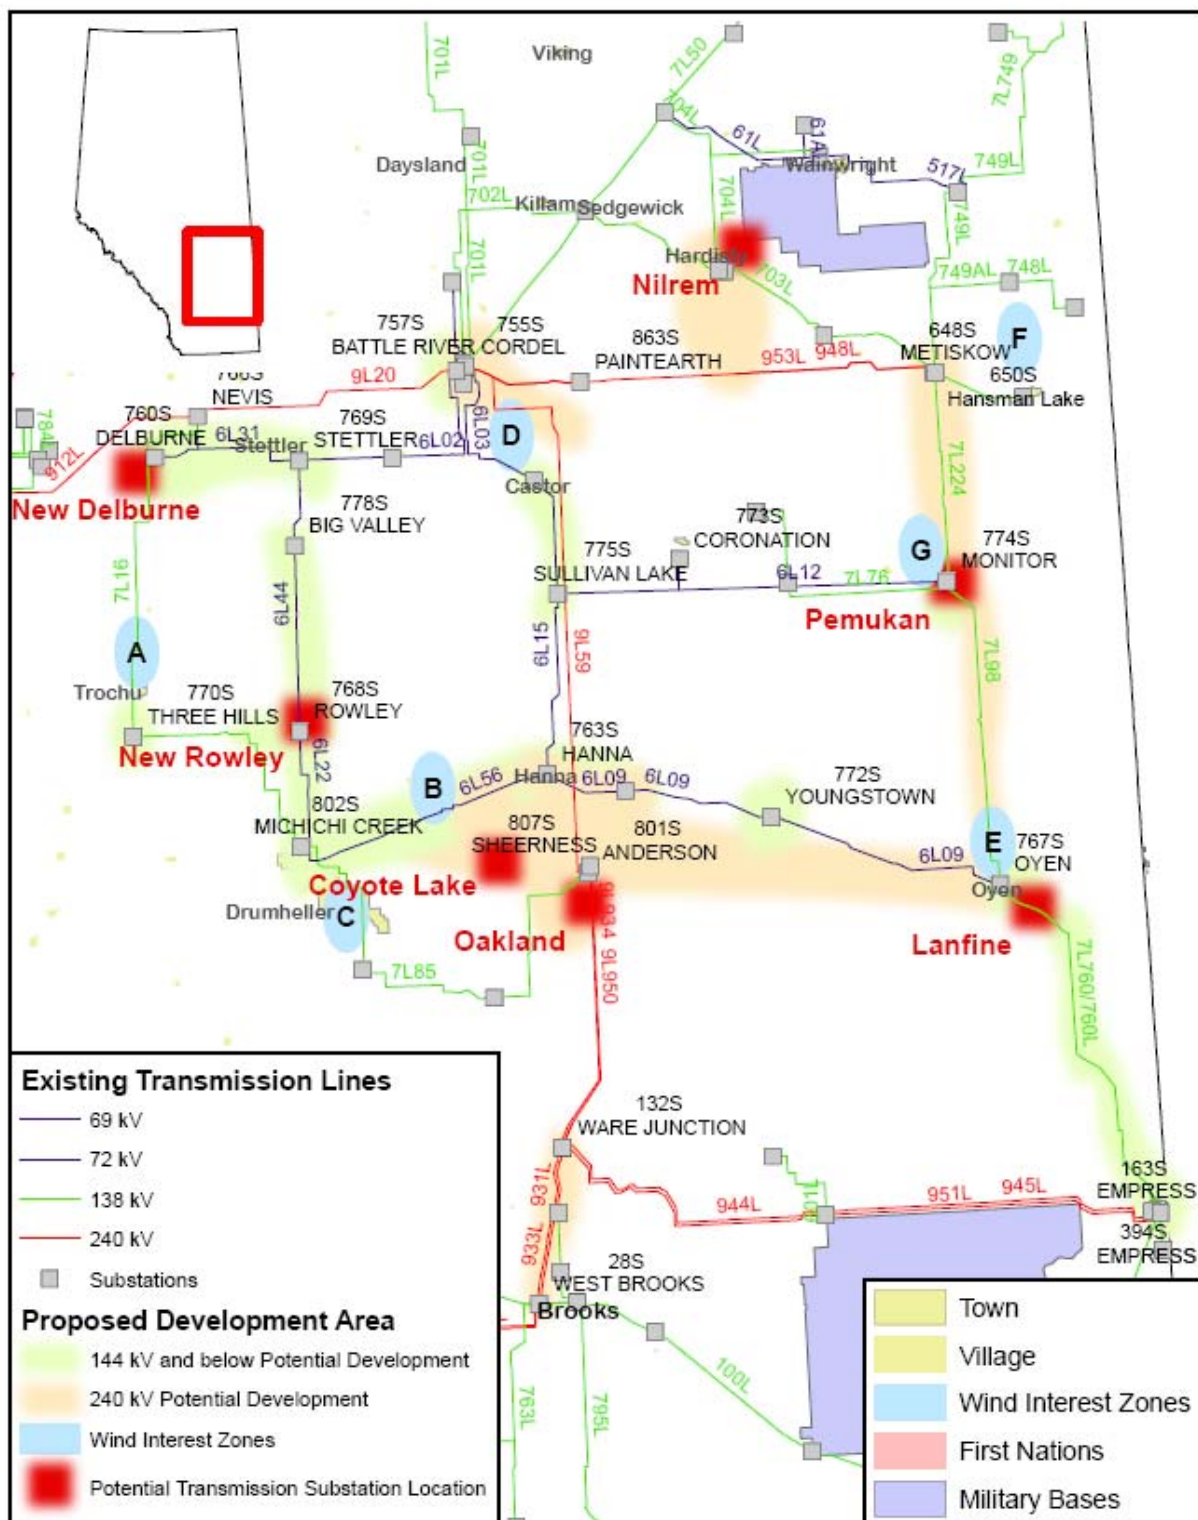 Viking
7L50
701L
7L749
704L
61L
61AL
Wainwright
517L
749L
Daysland
701L
702L
Killam
Sedgewick
704L
749L
701L
Hardisty
703L
Nilrem
749AL
748L
757S
BATTLE RIVER
755S
CORDEL
863S
PAINTEARTH
953L
948L
648S
METISKOW
F
650S
Hansman Lake
9L20
NEVIS
760S
DELBURNE
784L
912L
6L31
Stettler
769S
STETTLER
6L02
6L03
D
Castor
7L224
New Delburne
778S
BIG VALLEY
773S
CORONATION
775S
SULLIVAN LAKE
G
774S
MONITOR
6L12
7L76
Pemukan
7L16
6L44
6L15
9L59
7L98
A
Trochu
770S
THREE HILLS
768S
ROWLEY
New Rowley
6L22
763S
HANNA
Hanna
6L09
6L09
B
6L56
772S
YOUNGSTOWN
802S
MICHICHI CREEK
807S
SHEERNESS
801S
ANDERSON
E
767S
OYEN
6L09
Oyen
Coyote Lake
Drumheller
C
Oakland
9L934
9L950
Lanfine
7L85
7L760/760L
132S
WARE JUNCTION
931L
933L
944L
951L
945L
163S
EMPRESS
394S
EMPRESS
28S
WEST BROOKS
Brooks
100L
763L
795L
Existing Transmission Lines
69 kV
72 kV
138 kV
240 kV
Substations
Proposed Development Area
144 kV and below Potential Development
240 kV Potential Development
Wind Interest Zones
Potential Transmission Substation Location
Town
Village
Wind Interest Zones
First Nations
Military Bases